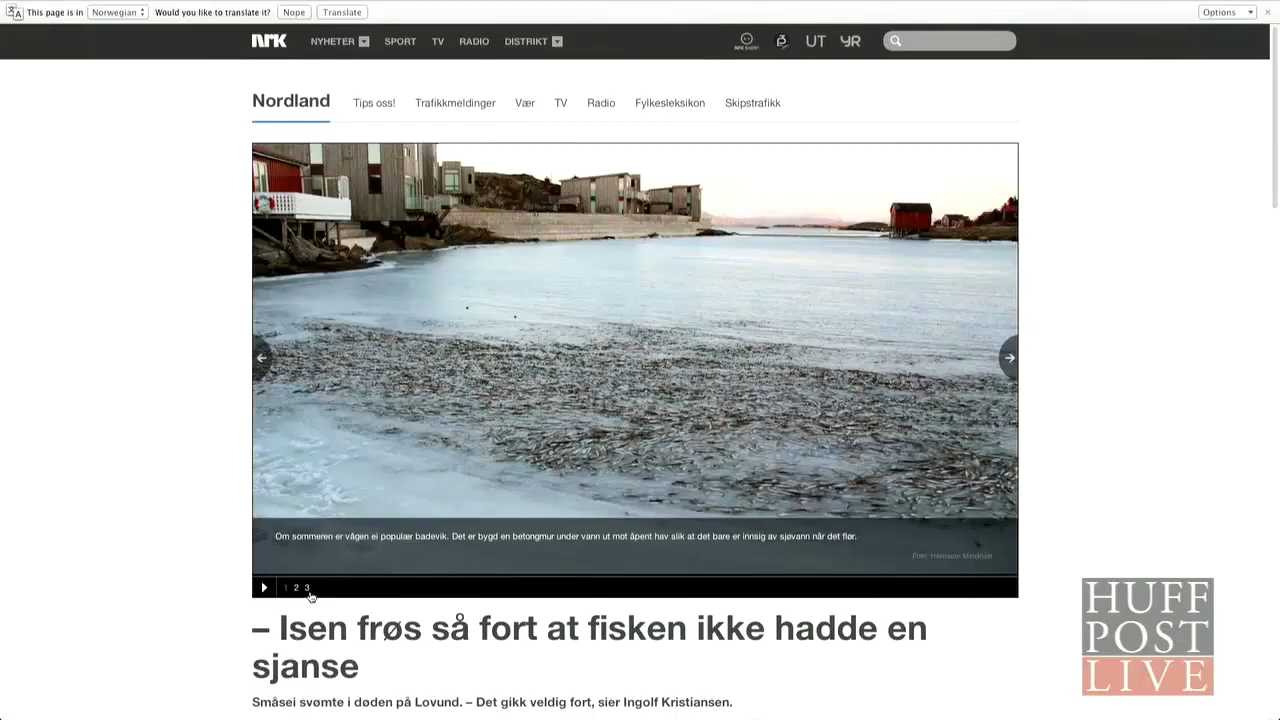 This page is in Norwegian Would you like to translate it? Nope Translate Options
NRK NYHETER SPORT TV RADIO DISTRIKT UT YR
Nordland Tips oss! Trafikkmeldinger Vær TV Radio Fylkesleksikon Skipstrafikk
Om sommeren er vågen ei populær badevik. Det er bygd en betongmur under vann ut mot åpent hav slik at det bare er innsig av sjøvann når det flør.
1 2 3
– Isen frøs så fort at fisken ikke hadde en
sjanse
Småsei svømte i døden på Lovund. – Det gikk veldig fort, sier Ingolf Kristiansen.
HUFF
POST
LIVE